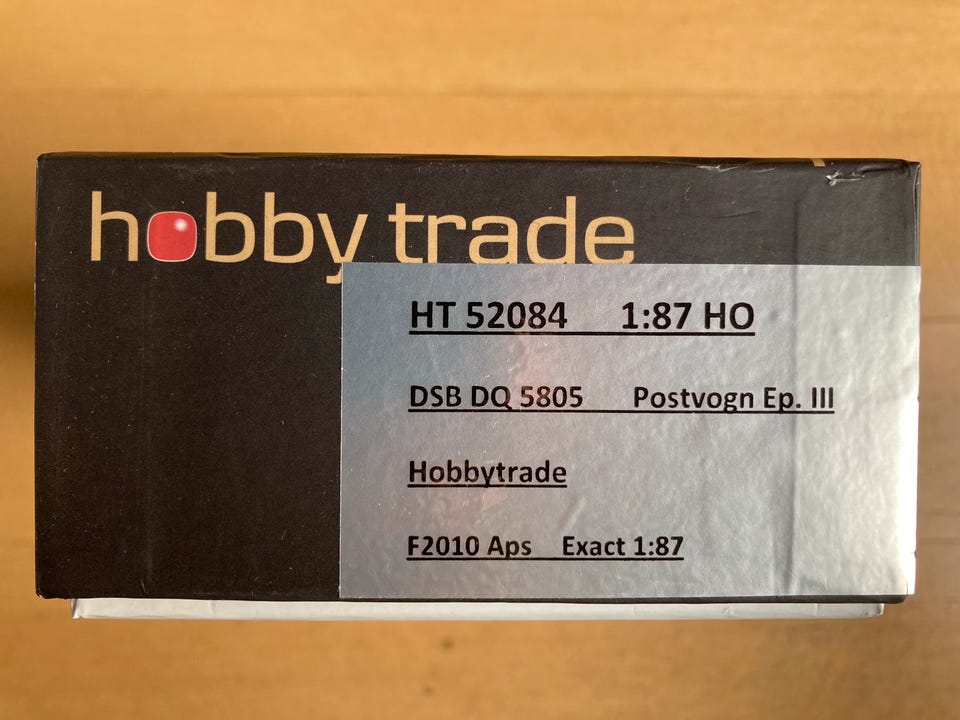 hobby trade
HT 52084 1:87 HO
DSB DQ 5805 Postvogn Ep. III
Hobbytrade
F2010 Aps Exact 1:87